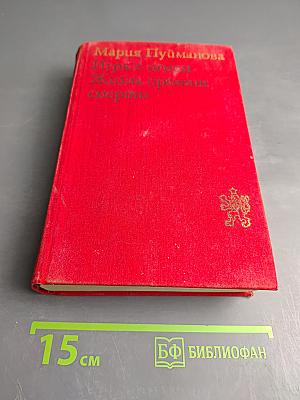 Мария Пуйманова
Игра с огнем
Жизнь против
смерти
15 см
БФ БИБЛИОФАН